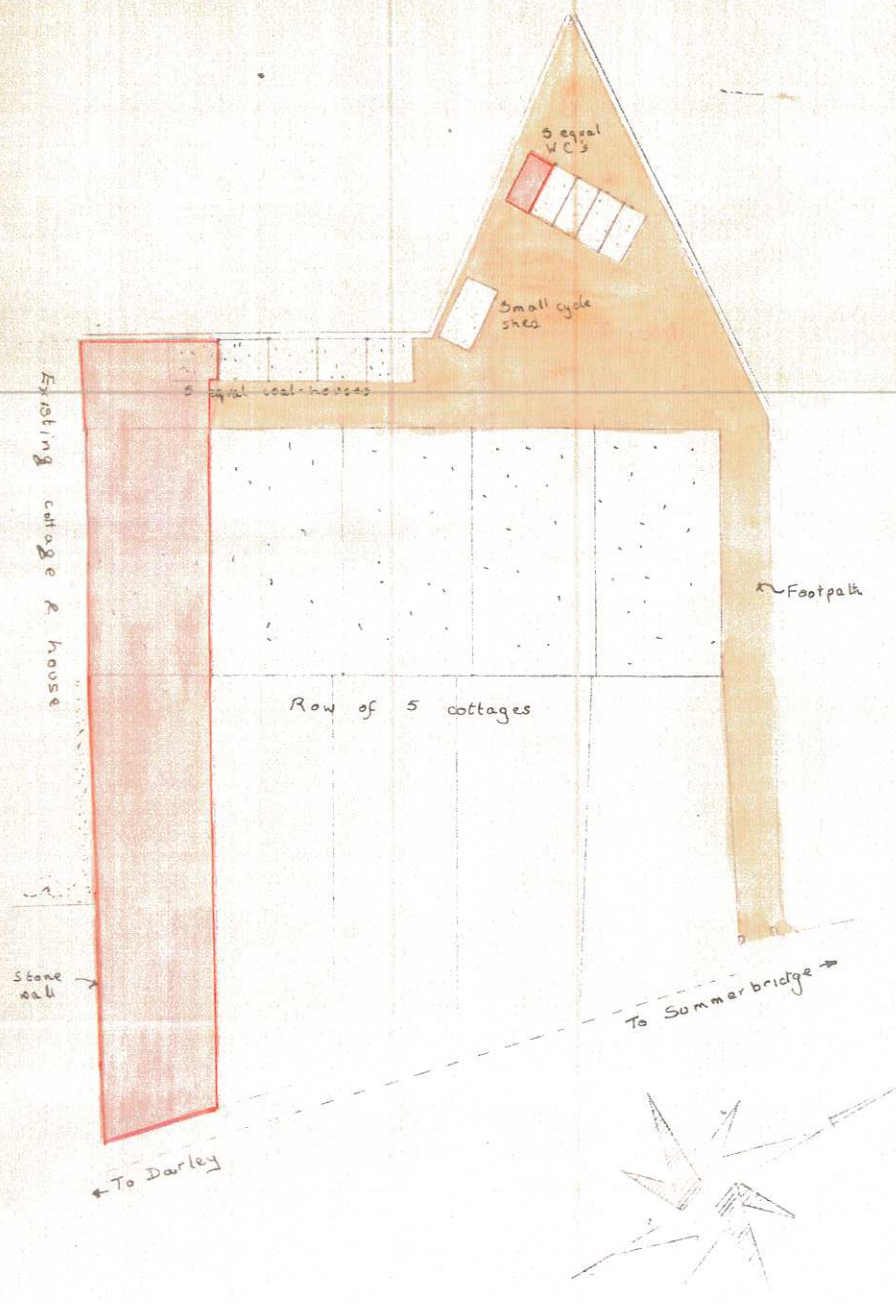 5 equal
WC's
Small cycle
shed
5 equal coal-houses
Existing cottage & house
Footpath
Row of 5 cottages
Stone
wall
To Summerbridge
To Darley